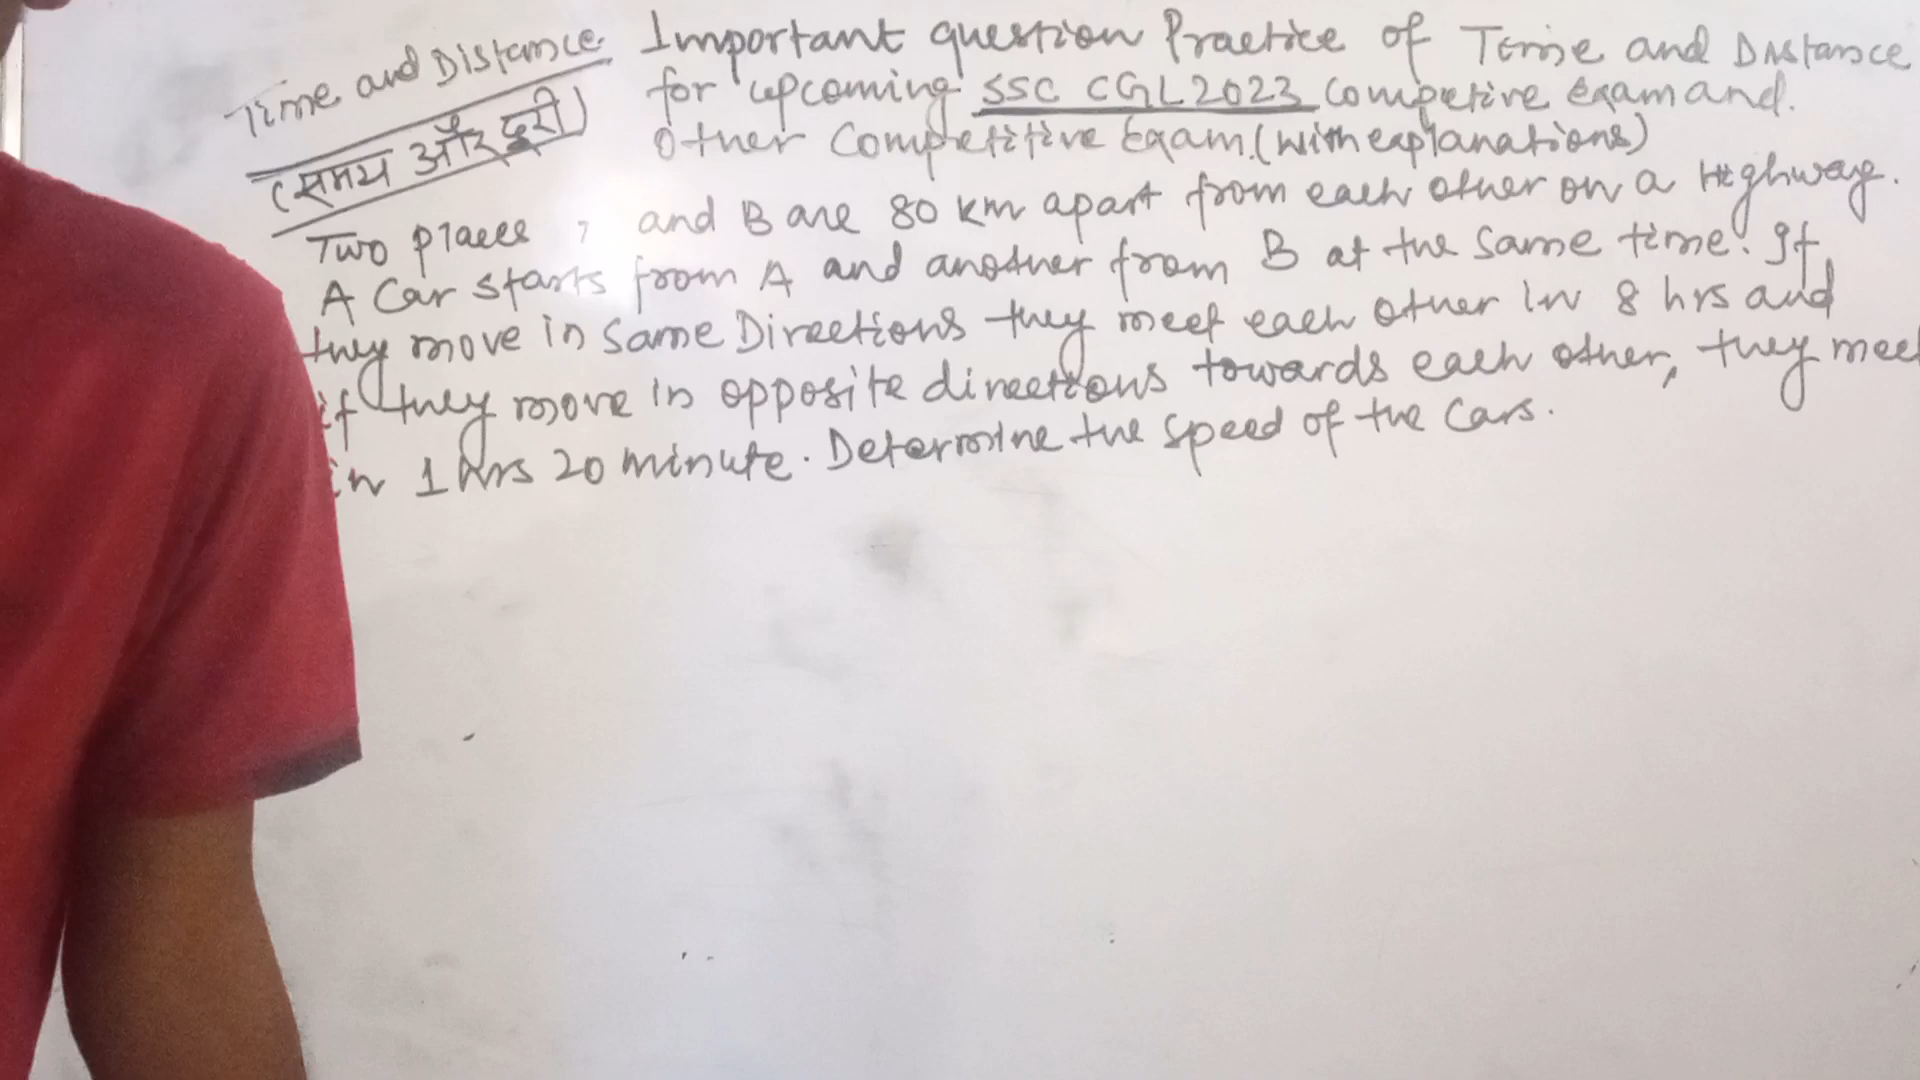 Time and Distance
(समय और दूरी)
Important question Practice of Time and Distance
for upcoming SSC CGL2023 Competive Exam and.
Other Competitive Exam. (with explanations)
Two places , and B are 80 km apart from each other on a Highway.
A Car starts from A and another from B at the same time. If
they move in Same Directions they meet each other in 8 hrs and
if they move in opposite directions towards each other, they meet
in 1 hrs 20 minute. Determine the speed of the Cars.